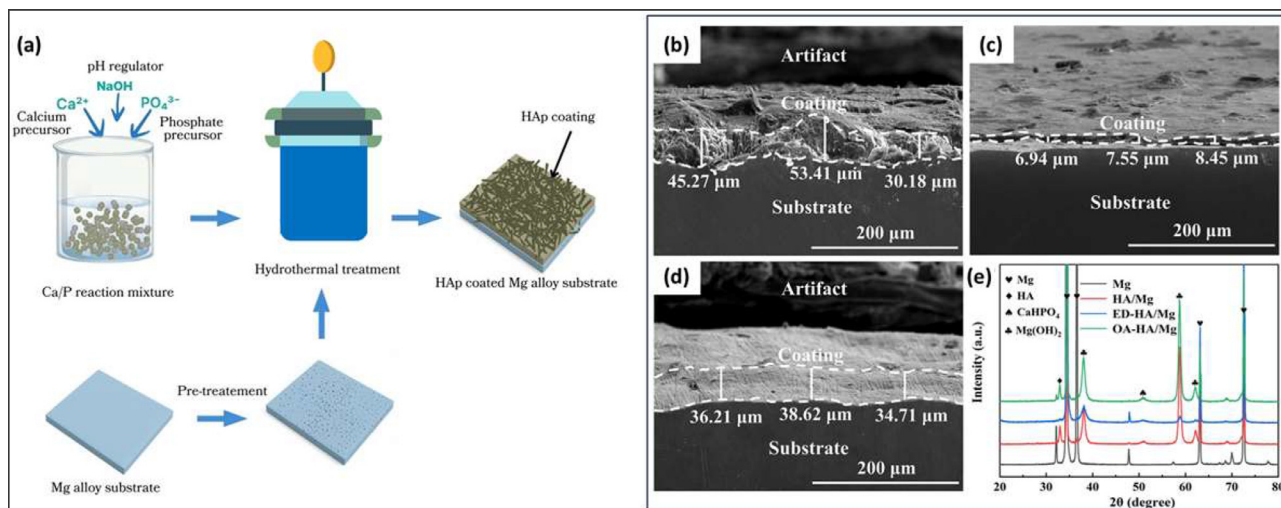 (a)
pH regulator
NaOH
Ca²⁺
PO₄³⁻
Calcium
precursor
Phosphate
precursor
HAp coating
Ca/P reaction mixture
Hydrothermal treatment
HAp coated Mg alloy substrate
Pre-treatement
Mg alloy substrate
(b)
Artifact
Coating
45.27 µm
53.41 µm
30.18 µm
Substrate
200 µm
(c)
Coating
6.94 µm
7.55 µm
8.45 µm
Substrate
200 µm
(d)
Artifact
Coating
36.21 µm
38.62 µm
34.71 µm
Substrate
200 µm
(e)
♥ Mg
♦ HA
♠ CaHPO₄
♣ Mg(OH)₂
Mg
HA/Mg
ED-HA/Mg
OA-HA/Mg
Intensity (a.u.)
20 30 40 50 60 70 80
2θ (degree)